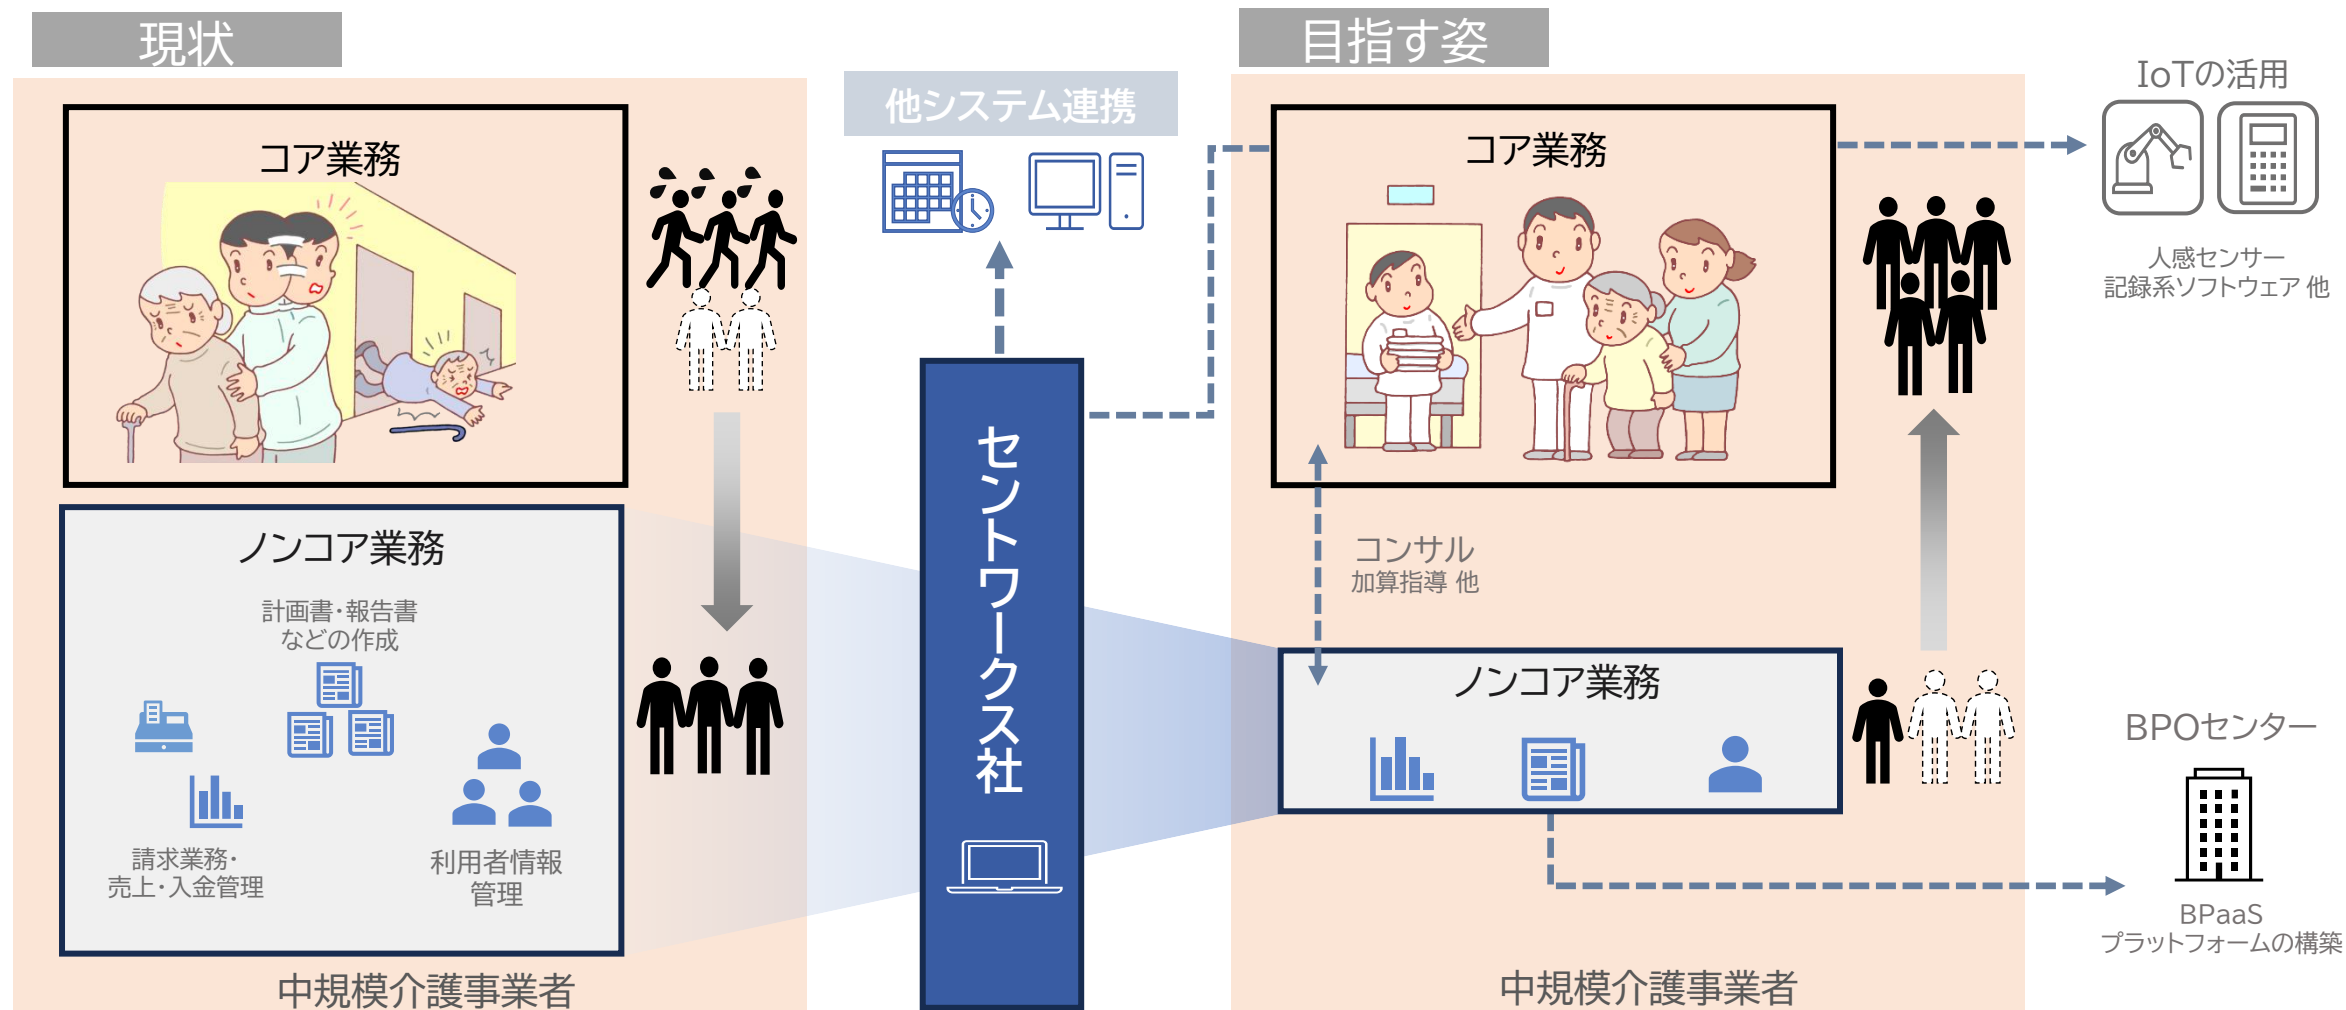 現状
コア業務
ノンコア業務
計画書・報告書
などの作成
請求業務・
売上・入金管理
利用者情報
管理
中規模介護事業者
他システム連携
セントワークス社
目指す姿
コア業務
コンサル
加算指導 他
ノンコア業務
中規模介護事業者
IoTの活用
人感センサー
記録系ソフトウェア 他
BPOセンター
BPaaS
プラットフォームの構築